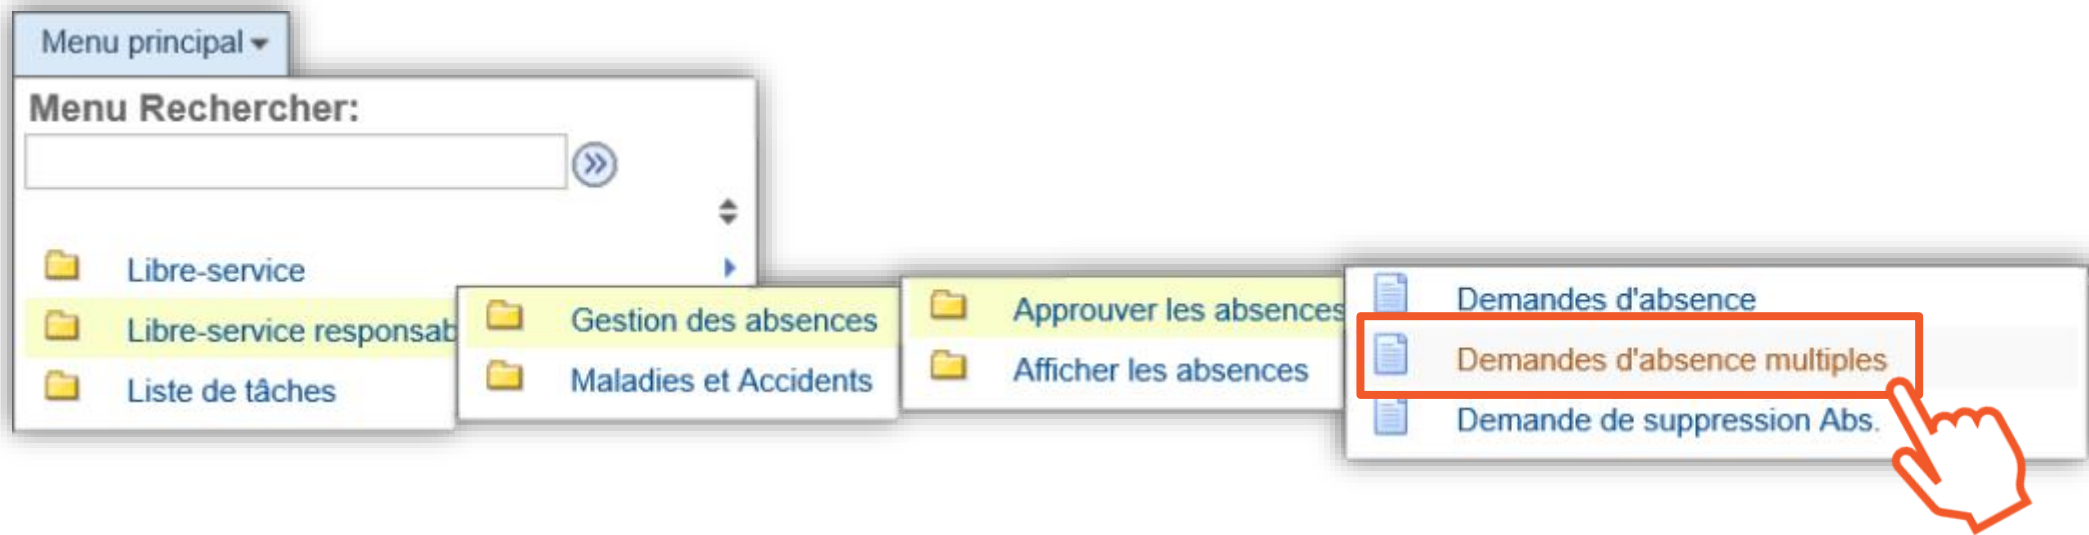 Menu principal
Menu Rechercher:
Libre-service
Libre-service responsab
Liste de tâches
Gestion des absences
Maladies et Accidents
Approuver les absences
Afficher les absences
Demandes d'absence
Demandes d'absence multiples
Demande de suppression Abs.